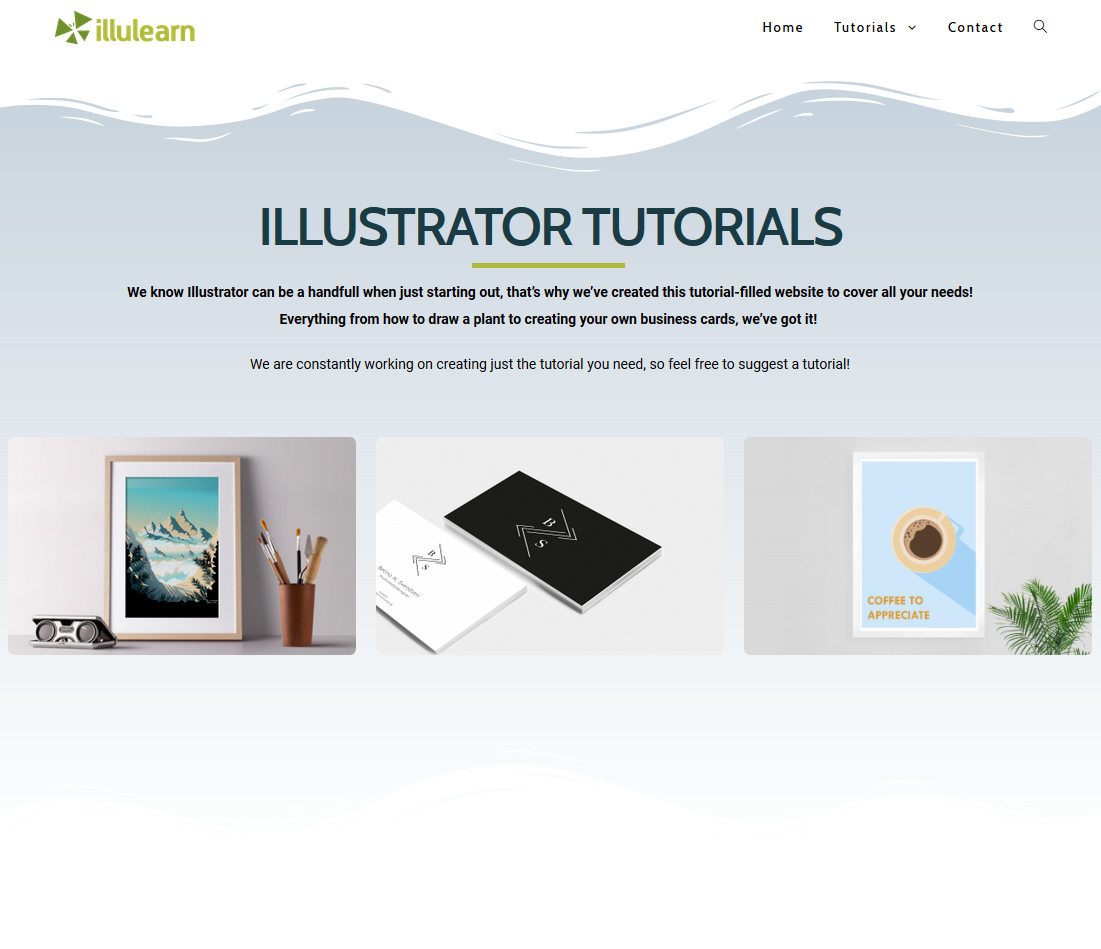 illulearn
Home
Tutorials
Contact
ILLUSTRATOR TUTORIALS
We know Illustrator can be a handfull when just starting out, that’s why we’ve created this tutorial-filled website to cover all your needs!
Everything from how to draw a plant to creating your own business cards, we’ve got it!
We are constantly working on creating just the tutorial you need, so feel free to suggest a tutorial!
B
S
B
S
COFFEE TO
APPRECIATE